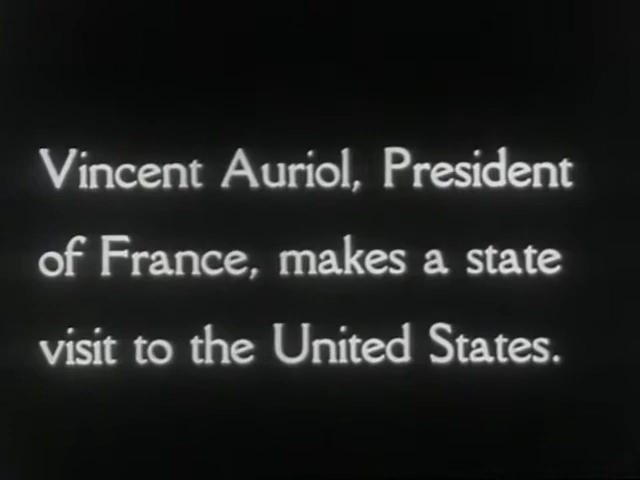 Vincent Auriol, President
of France, makes a state
visit to the United States.